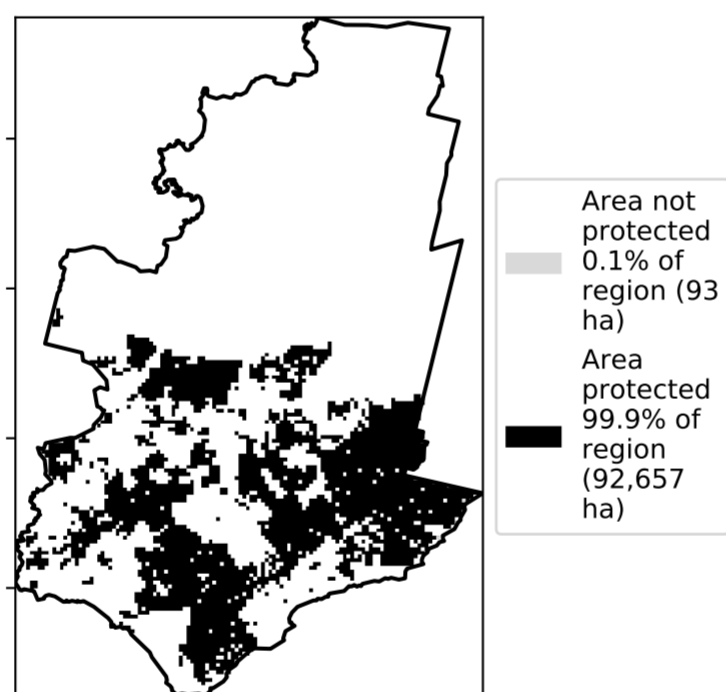 Area not
protected
0.1% of
region (93
ha)
Area
protected
99.9% of
region
(92,657
ha)